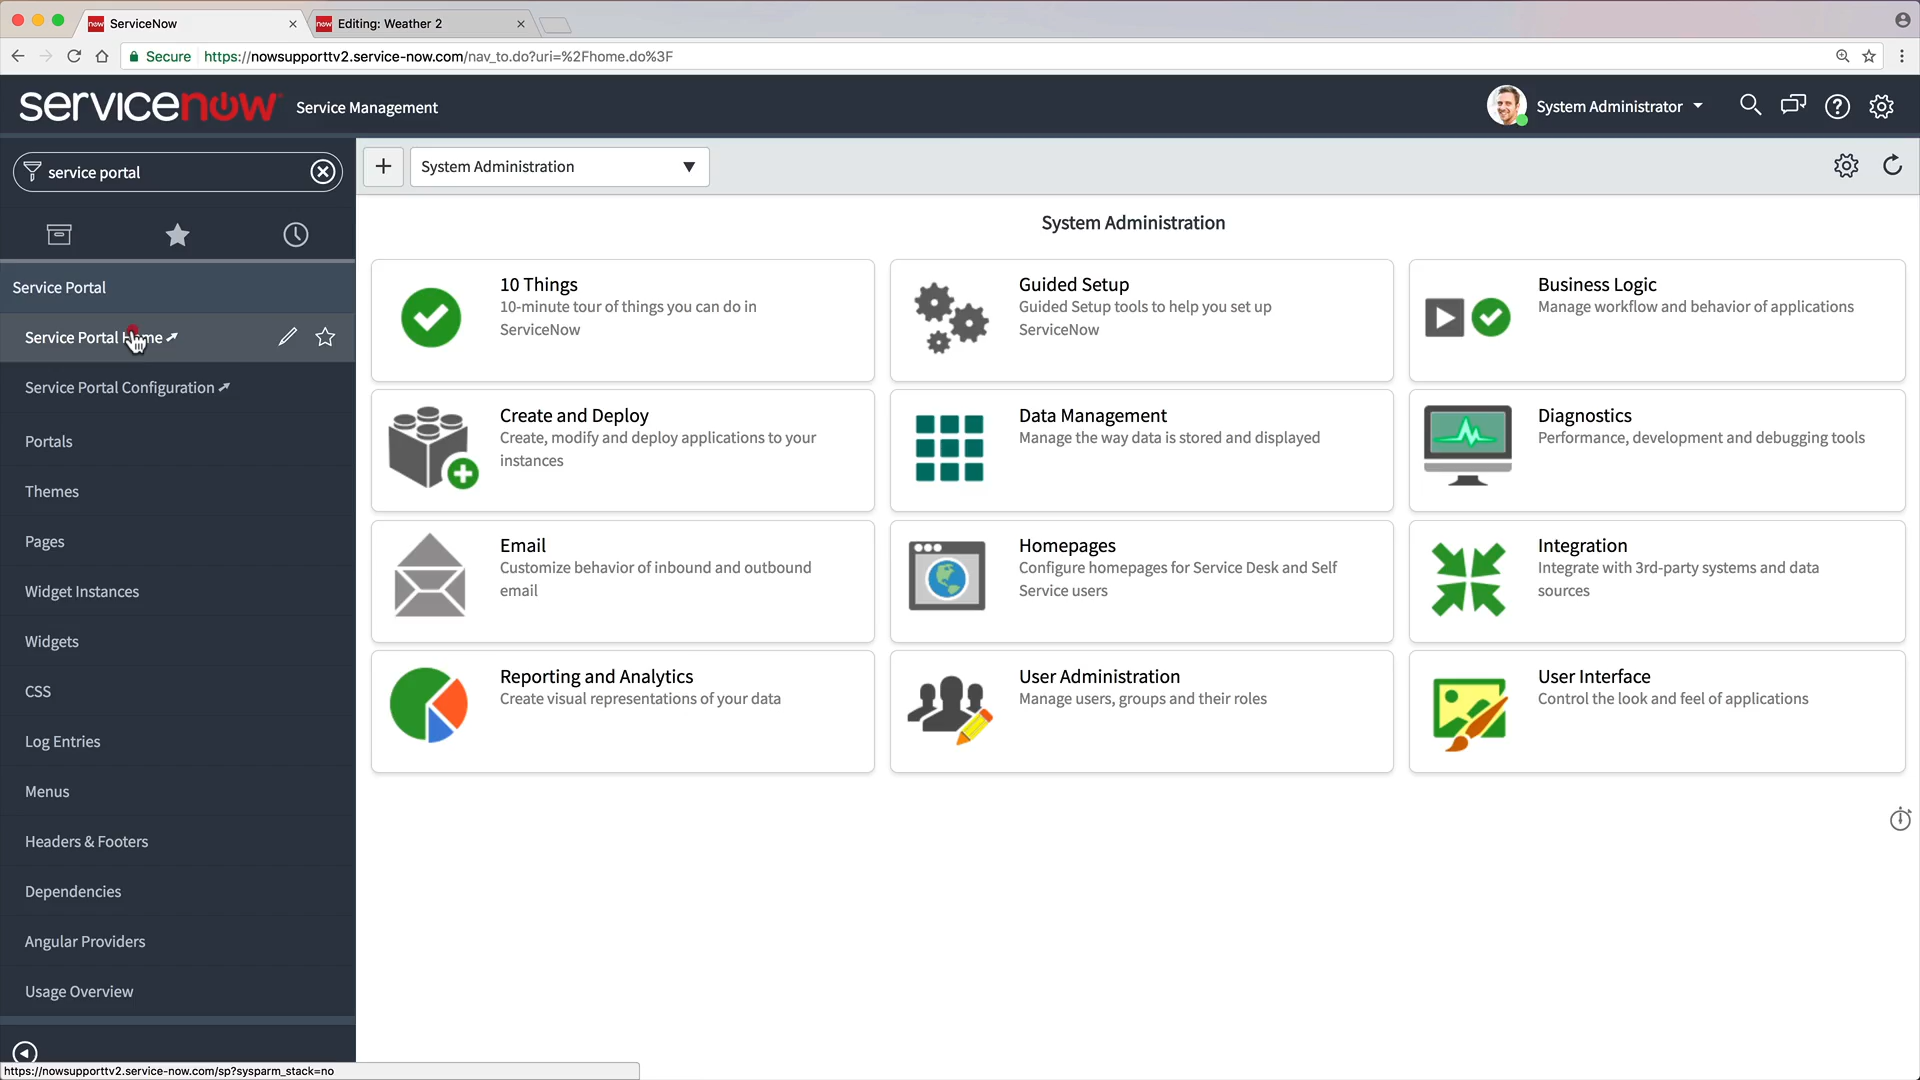 ServiceNow
Editing: Weather 2
Secure https://nowsupporttv2.service-now.com/nav_to.do?uri=%2Fhome.do%3F
servicenow Service Management
System Administrator
service portal
System Administration
Service Portal
Service Portal Home
Service Portal Configuration
Portals
Themes
Pages
Widget Instances
Widgets
CSS
Log Entries
Menus
Headers & Footers
Dependencies
Angular Providers
Usage Overview
System Administration
10 Things
10-minute tour of things you can do in
ServiceNow
Guided Setup
Guided Setup tools to help you set up
ServiceNow
Business Logic
Manage workflow and behavior of applications
Create and Deploy
Create, modify and deploy applications to your
instances
Data Management
Manage the way data is stored and displayed
Diagnostics
Performance, development and debugging tools
Email
Customize behavior of inbound and outbound
email
Homepages
Configure homepages for Service Desk and Self
Service users
Integration
Integrate with 3rd-party systems and data
sources
Reporting and Analytics
Create visual representations of your data
User Administration
Manage users, groups and their roles
User Interface
Control the look and feel of applications
https://nowsupporttv2.service-now.com/sp?sysparm_stack=no